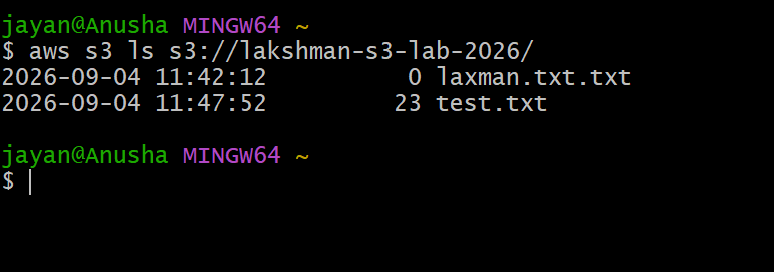 jayan@Anusha MINGW64 ~
$ aws s3 ls s3://lakshman-s3-lab-2026/
2026-09-04 11:42:12          0 laxman.txt.txt
2026-09-04 11:47:52         23 test.txt
jayan@Anusha MINGW64 ~
$